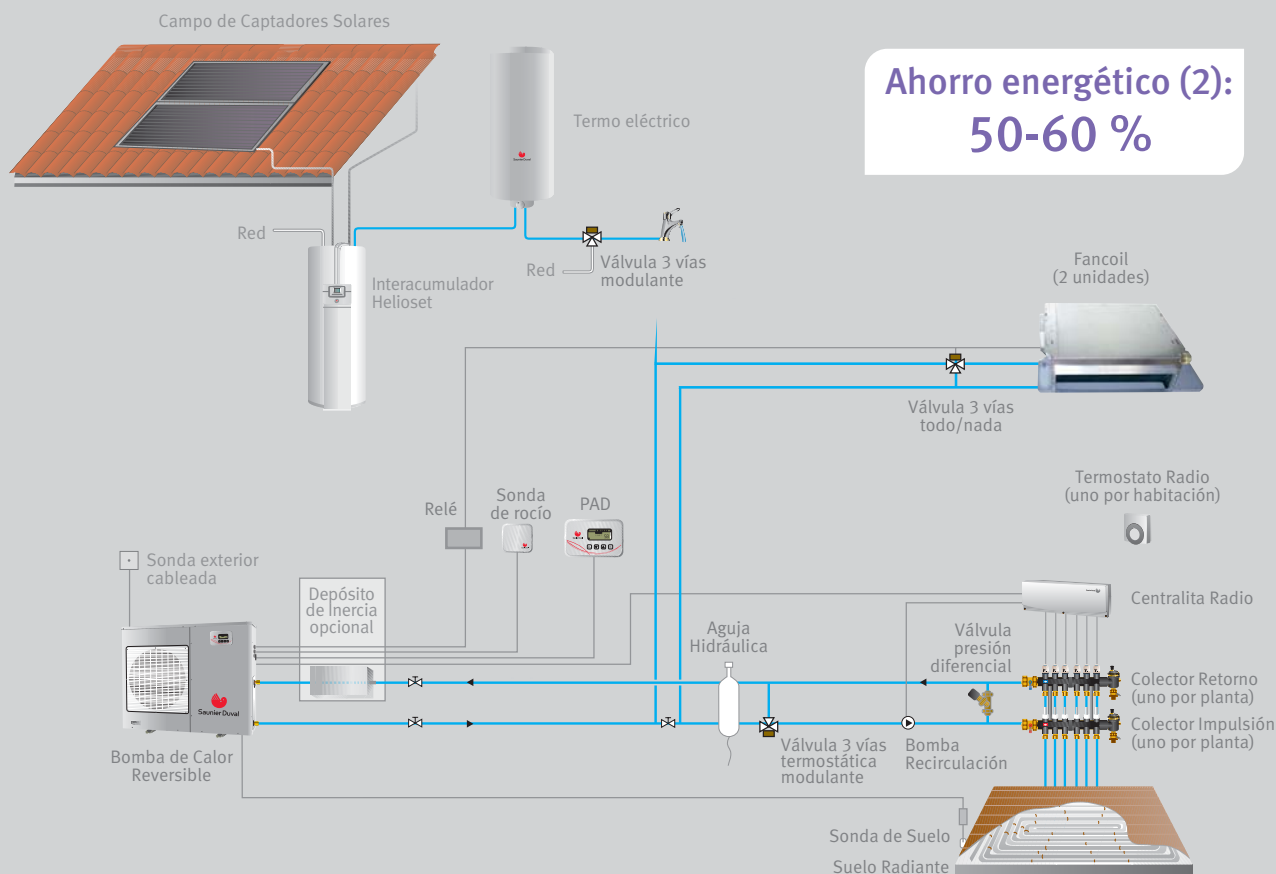 Campo de Captadores Solares
Ahorro energético (2):
50-60 %
Termo eléctrico
Saunier Duval
Red
Interacumulador
Helioset
Red
Válvula 3 vías
modulante
Fancoil
(2 unidades)
Válvula 3 vías
todo/nada
Termostato Radio
(uno por habitación)
Relé
Sonda
de rocío
PAD
Sonda exterior
cableada
Depósito
de Inercia
opcional
Centralita Radio
Aguja
Hidráulica
Válvula
presión
diferencial
Colector Retorno
(uno por planta)
Saunier Duval
Colector Impulsión
(uno por planta)
Bomba de Calor
Reversible
Válvula 3 vías
termostática
modulante
Bomba
Recirculación
Sonda de Suelo
Suelo Radiante